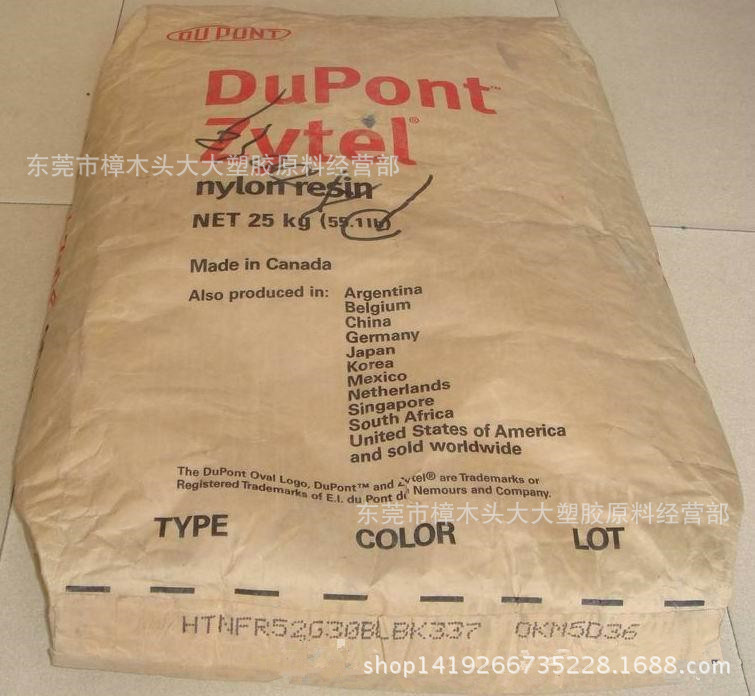 DU PONT
DuPont™
Zytel®
东莞市樟木头大大塑胶原料经营部
nylon resin
NET 25 kg (55.1 lb)
Made in Canada
Also produced in: Argentina
Belgium
China
Germany
Japan
Korea
Mexico
Netherlands
Singapore
South Africa
United States of America
and sold worldwide
The DuPont Oval Logo, DuPont™ and Zytel® are Trademarks or
Registered Trademarks of E.I. du Pont de Nemours and Company.
东莞市樟木头大大塑胶原料经营部
TYPE COLOR LOT
HTNFR52G30BLBK337 0KM5D36
shop1419266735228.1688.com